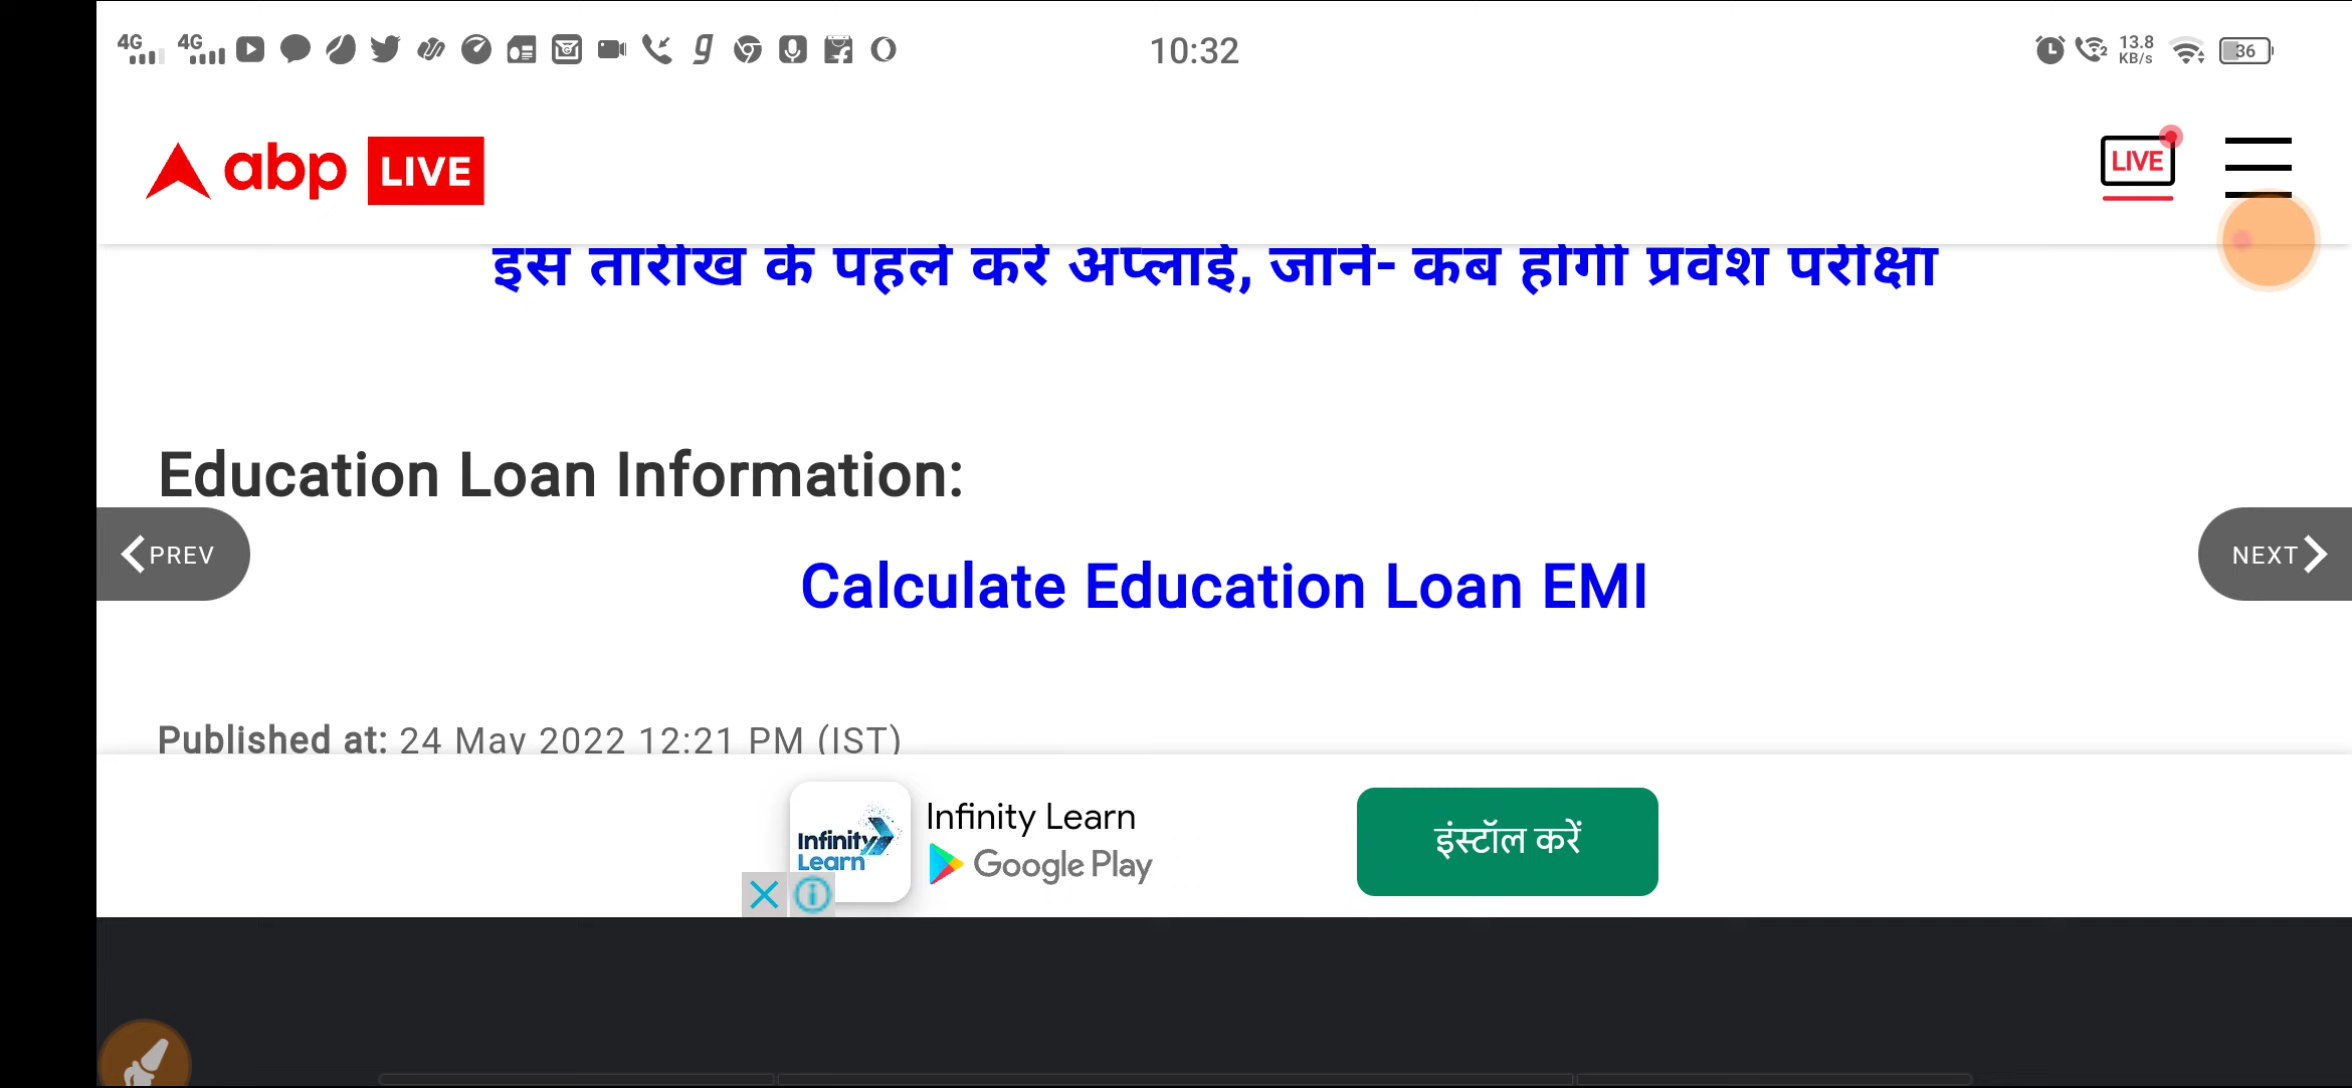 4G 4G 10:32 13.8 KB/s 36
abp LIVE LIVE
इस तारीख के पहले करें अप्लाई, जानें- कब होगी प्रवेश परीक्षा
Education Loan Information:
PREV NEXT
Calculate Education Loan EMI
Published at: 24 May 2022 12:21 PM (IST)
Infinity Learn
Infinity Learn
Google Play
इंस्टॉल करें